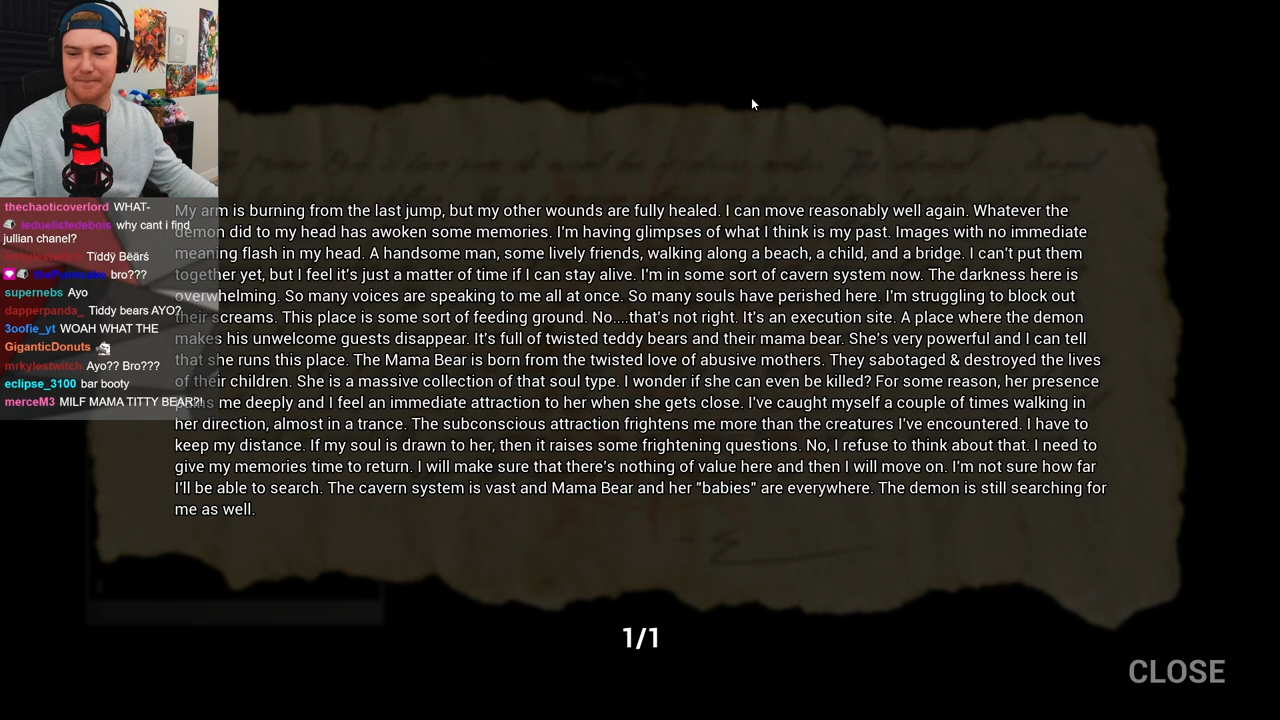 thechaoticoverlord WHAT-
leduelistedebois why cant i find
jullian chanel?
Tïddÿ Bëärś
bro???
supernebs Ayo
dapperpanda_ Tiddy bears AYO?
3oofie_yt WOAH WHAT THE
GiganticDonuts
mrkylestwitch Ayo?? Bro???
eclipse_3100 bar booty
merceM3 MILF MAMA TITTY BEAR?!
My arm is burning from the last jump, but my other wounds are fully healed. I can move reasonably well again. Whatever the
demon did to my head has awoken some memories. I'm having glimpses of what I think is my past. Images with no immediate
meaning flash in my head. A handsome man, some lively friends, walking along a beach, a child, and a bridge. I can't put them
together yet, but I feel it's just a matter of time if I can stay alive. I'm in some sort of cavern system now. The darkness here is
overwhelming. So many voices are speaking to me all at once. So many souls have perished here. I'm struggling to block out
their screams. This place is some sort of feeding ground. No....that's not right. It's an execution site. A place where the demon
makes his unwelcome guests disappear. It's full of twisted teddy bears and their mama bear. She's very powerful and I can tell
that she runs this place. The Mama Bear is born from the twisted love of abusive mothers. They sabotaged & destroyed the lives
of their children. She is a massive collection of that soul type. I wonder if she can even be killed? For some reason, her presence
me deeply and I feel an immediate attraction to her when she gets close. I've caught myself a couple of times walking in
her direction, almost in a trance. The subconscious attraction frightens me more than the creatures I've encountered. I have to
keep my distance. If my soul is drawn to her, then it raises some frightening questions. No, I refuse to think about that. I need to
give my memories time to return. I will make sure that there's nothing of value here and then I will move on. I'm not sure how far
I'll be able to search. The cavern system is vast and Mama Bear and her "babies" are everywhere. The demon is still searching for
me as well.
1/1
CLOSE